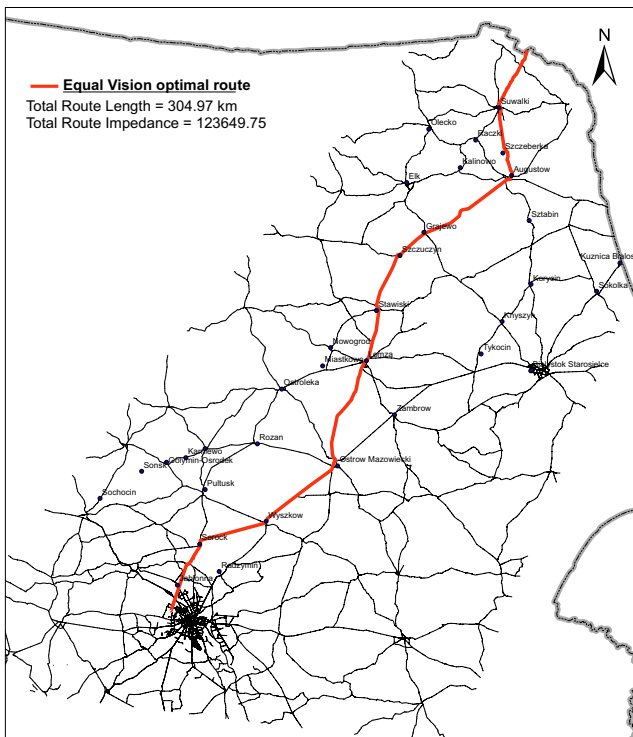 N
Equal Vision optimal route
Total Route Length = 304.97 km
Total Route Impedance = 123649.75
Suwalki
Olecko
Raczki
Szczeberka
Kalinowo
Augustow
Elk
Sztabin
Grajewo
Szczuczyn
Kuznica Bialos
Korycin
Sokolka
Stawiski
Knyszyn
Nowogrod
Lomza
Tykocin
Miastkowo
Bialystok Starosielce
Ostroleka
Zambrow
Rozan
Karniewo
Golymin-Osrodek
Sonsk
Ostrow Mazowiecki
Pultusk
Sochocin
Wyszkow
Serock
Radzymin
Jablonna